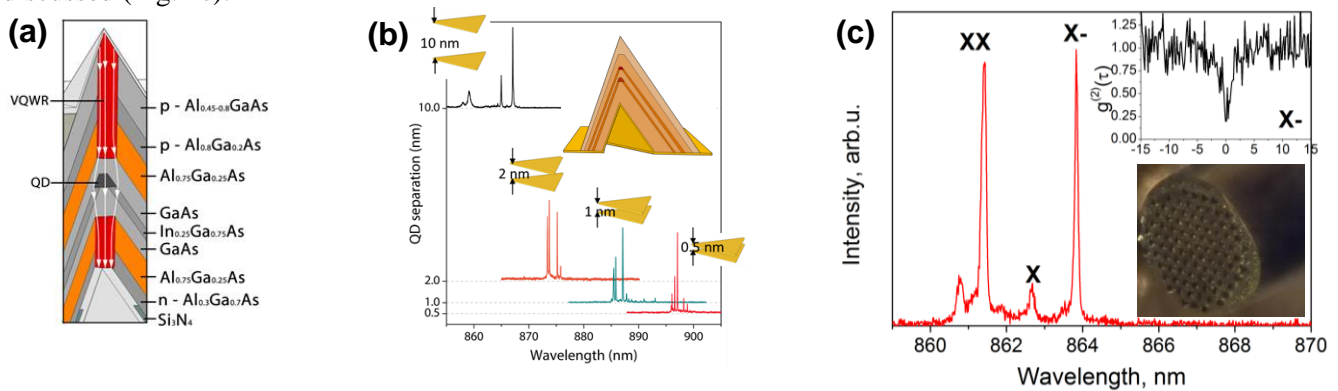 (a)
VQWR
QD
p - Al0.45-0.8GaAs
p - Al0.8Ga0.2As
Al0.75Ga0.25As
GaAs
In0.25Ga0.75As
GaAs
Al0.75Ga0.25As
n - Al0.3Ga0.7As
Si3N4
(b)
10 nm
2 nm
1 nm
0.5 nm
QD separation (nm)
10.0
2.0
1.0
0.5
860 870 880 890 900
Wavelength (nm)
(c)
XX
X-
X
Intensity, arb.u.
860 862 864 866 868 870
Wavelength, nm
g(2)(τ)
1.25
1.00
0.75
0.50
0.25
0.00
-15 -10 -5 0 5 10 15
X-